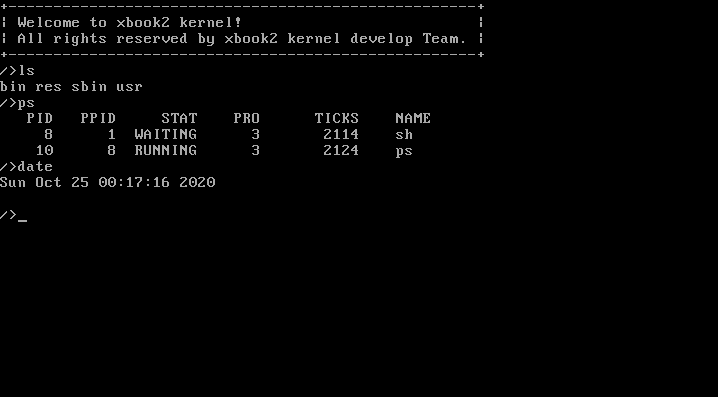 +----------------------------------------------------+
| Welcome to xbook2 kernel!                          |
| All rights reserved by xbook2 kernel develop Team. |
+----------------------------------------------------+
/>ls
bin res sbin usr
/>ps
   PID   PPID     STAT    PRO      TICKS    NAME
     8      1  WAITING      3       2114    sh
    10      8  RUNNING      3       2124    ps
/>date
Sun Oct 25 00:17:16 2020
/>_